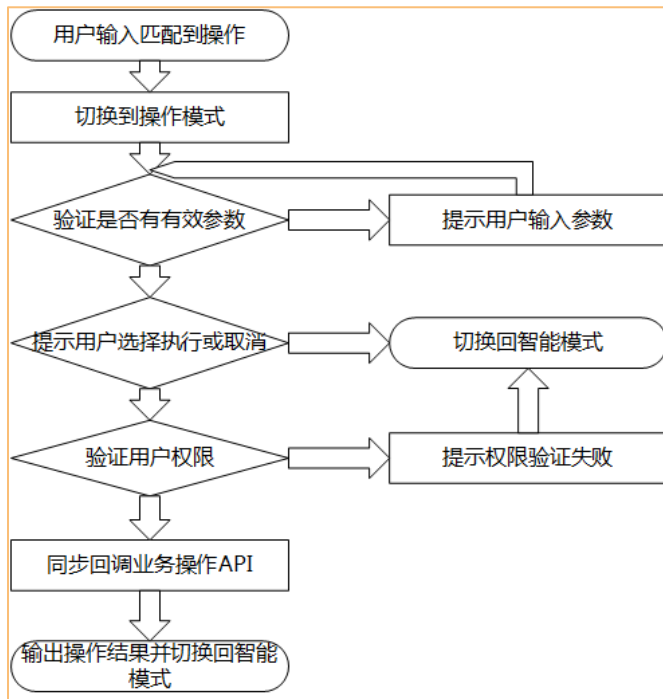 用户输入匹配到操作
切换到操作模式
验证是否有有效参数
提示用户输入参数
提示用户选择执行或取消
切换回智能模式
验证用户权限
提示权限验证失败
同步回调业务操作API
输出操作结果并切换回智能
模式